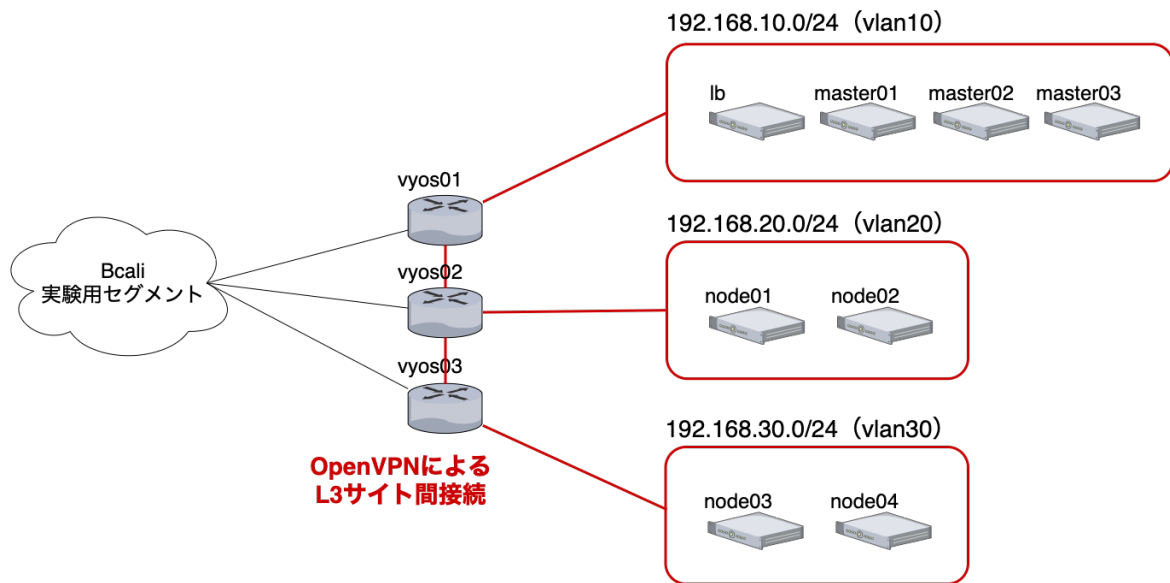 192.168.10.0/24（vlan10）
lb
master01
master02
master03
vyos01
192.168.20.0/24（vlan20）
Bcali
実験用セグメント
vyos02
node01
node02
vyos03
192.168.30.0/24（vlan30）
OpenVPNによる
L3サイト間接続
node03
node04